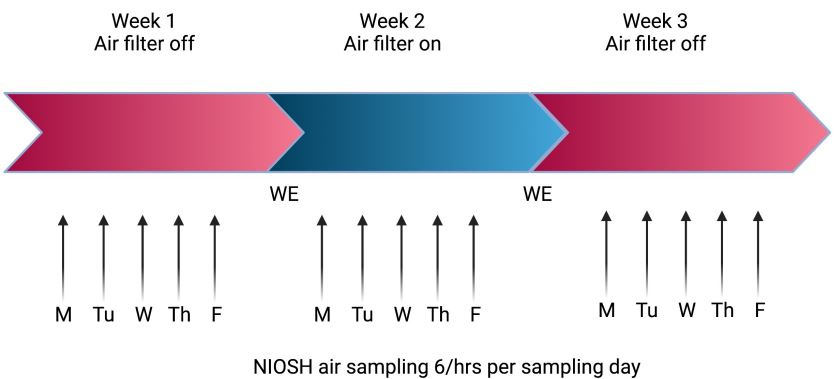 Week 1
Air filter off
Week 2
Air filter on
Week 3
Air filter off
WE
WE
M Tu W Th F
M Tu W Th F
M Tu W Th F
NIOSH air sampling 6/hrs per sampling day